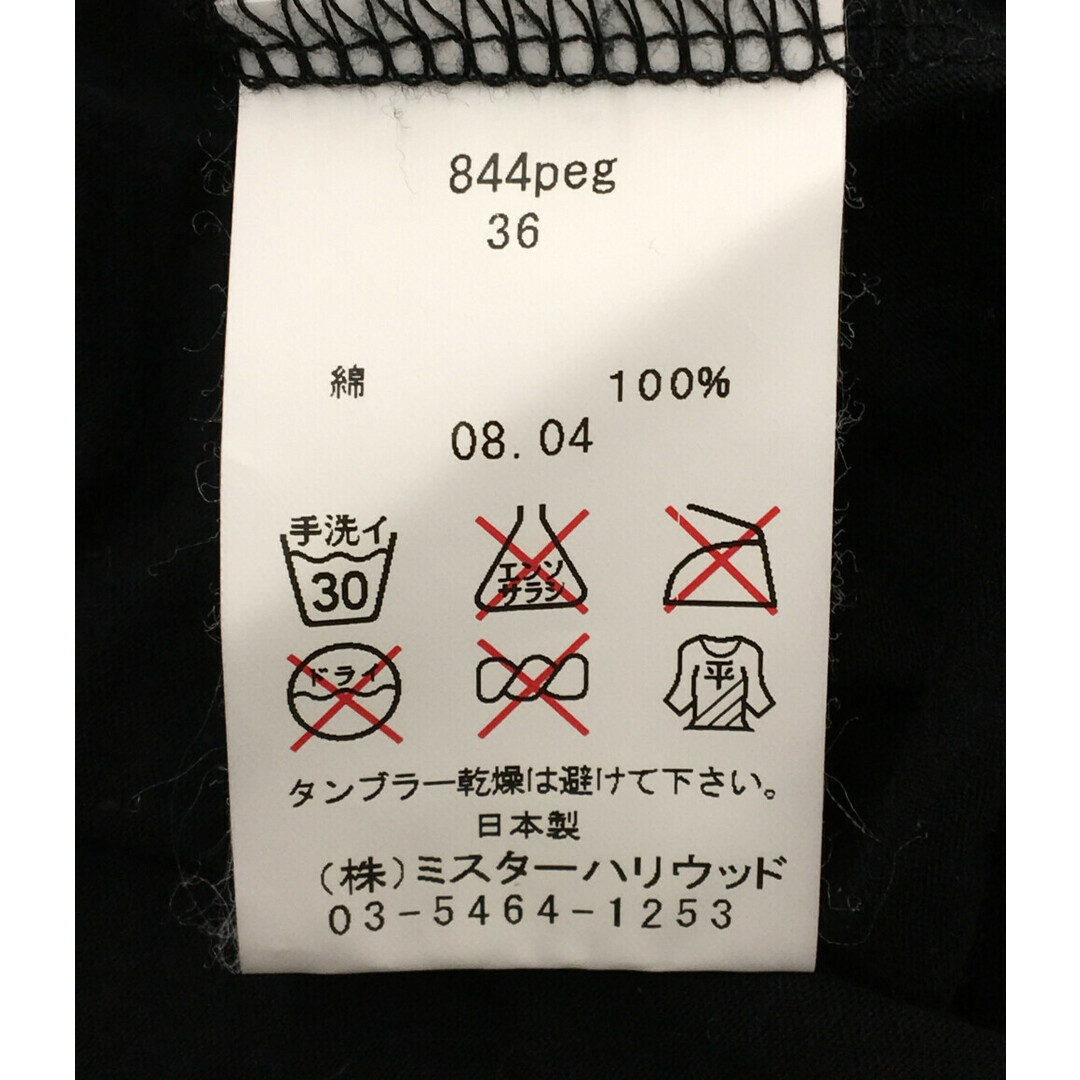 844peg
36
綿 100%
08.04
手洗イ
30
エンソ
サラシ
ドライ
平
タンブラー乾燥は避けて下さい。
日本製
(株)ミスターハリウッド
03-5464-1253